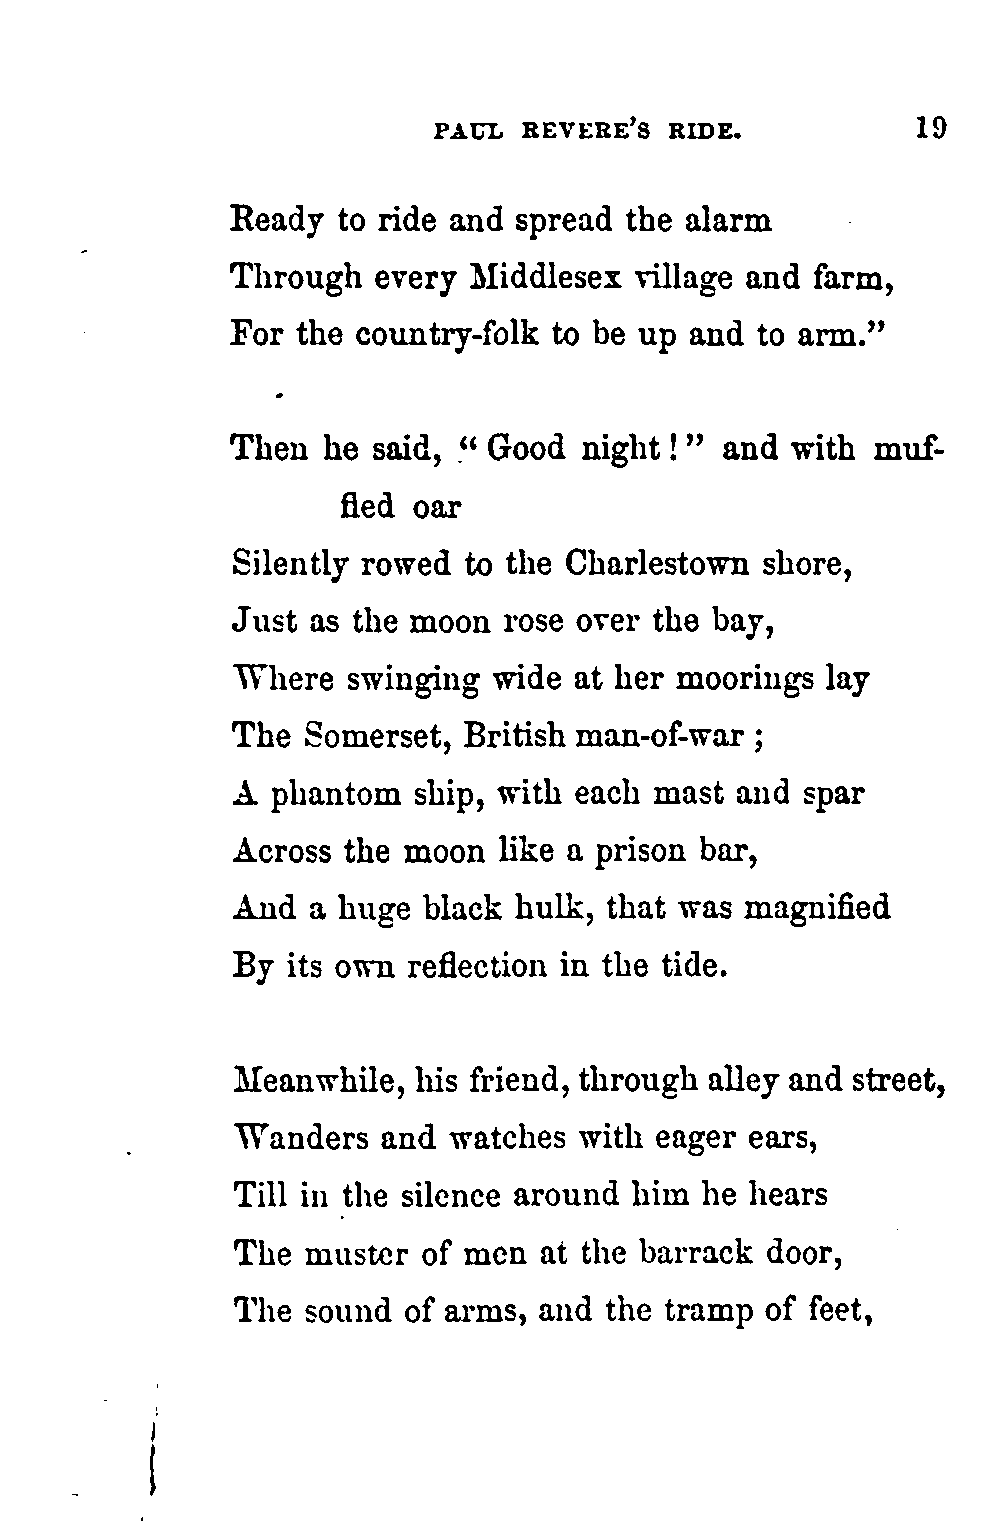 PAUL REVERE'S RIDE. 19
Ready to ride and spread the alarm
Through every Middlesex village and farm,
For the country-folk to be up and to arm."
Then he said, "Good night!" and with muf-
fled oar
Silently rowed to the Charlestown shore,
Just as the moon rose over the bay,
Where swinging wide at her moorings lay
The Somerset, British man-of-war;
A phantom ship, with each mast and spar
Across the moon like a prison bar,
And a huge black hulk, that was magnified
By its own reflection in the tide.
Meanwhile, his friend, through alley and street,
Wanders and watches with eager ears,
Till in the silence around him he hears
The muster of men at the barrack door,
The sound of arms, and the tramp of feet,